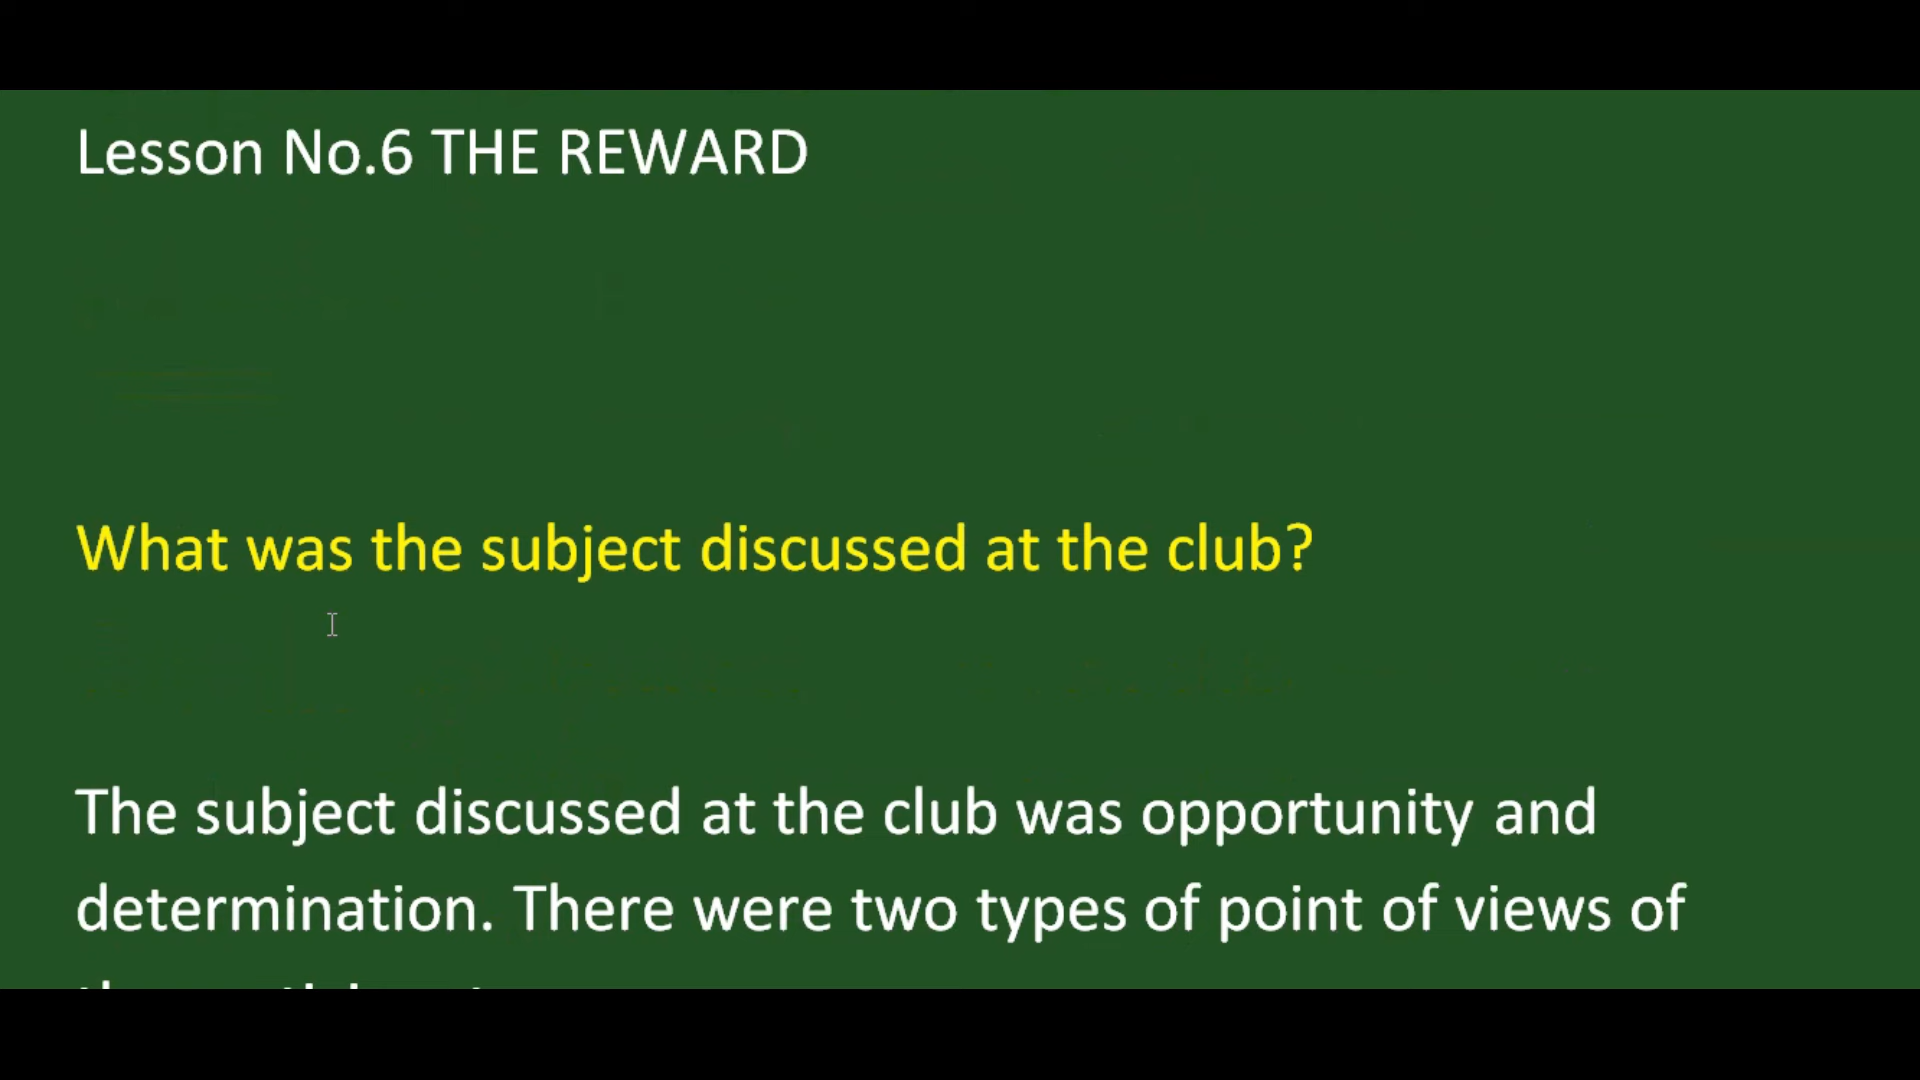 Lesson No.6 THE REWARD
What was the subject discussed at the club?
The subject discussed at the club was opportunity and
determination. There were two types of point of views of